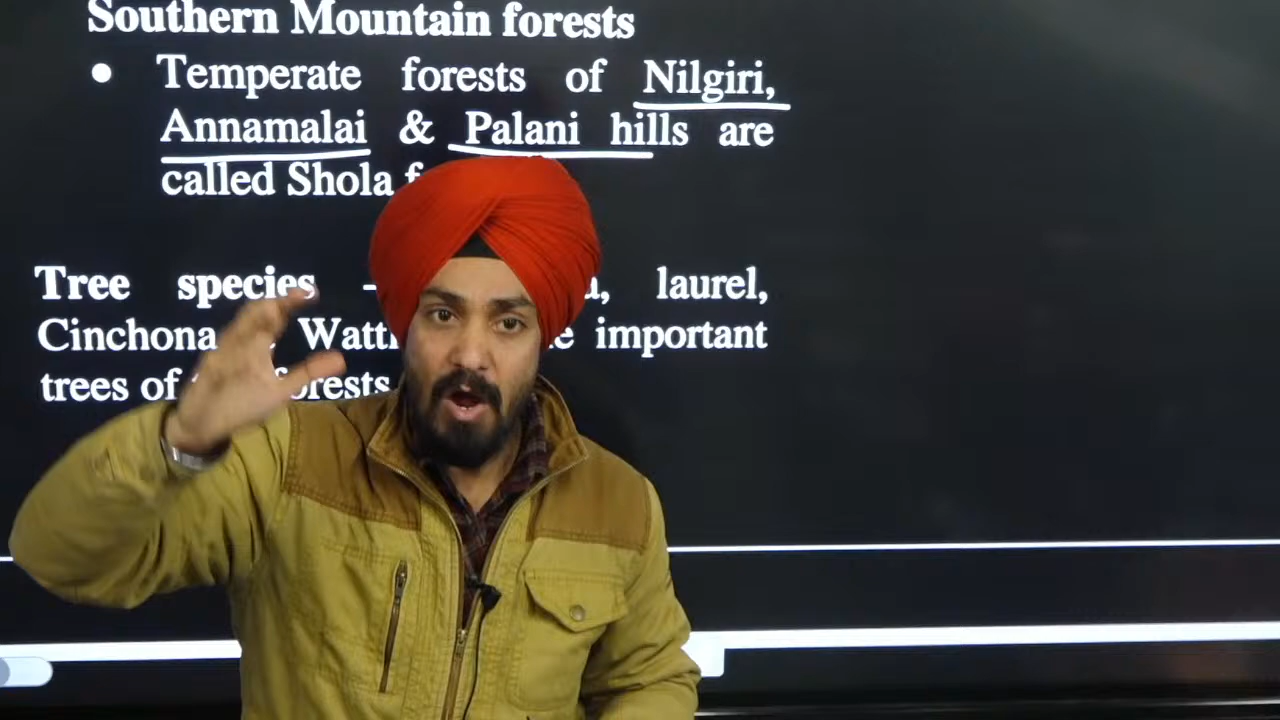 Southern Mountain forests
• Temperate forests of Nilgiri,
Annamalai & Palani hills are
called Shola
Tree species - laurel,
Cinchona important
trees of forests